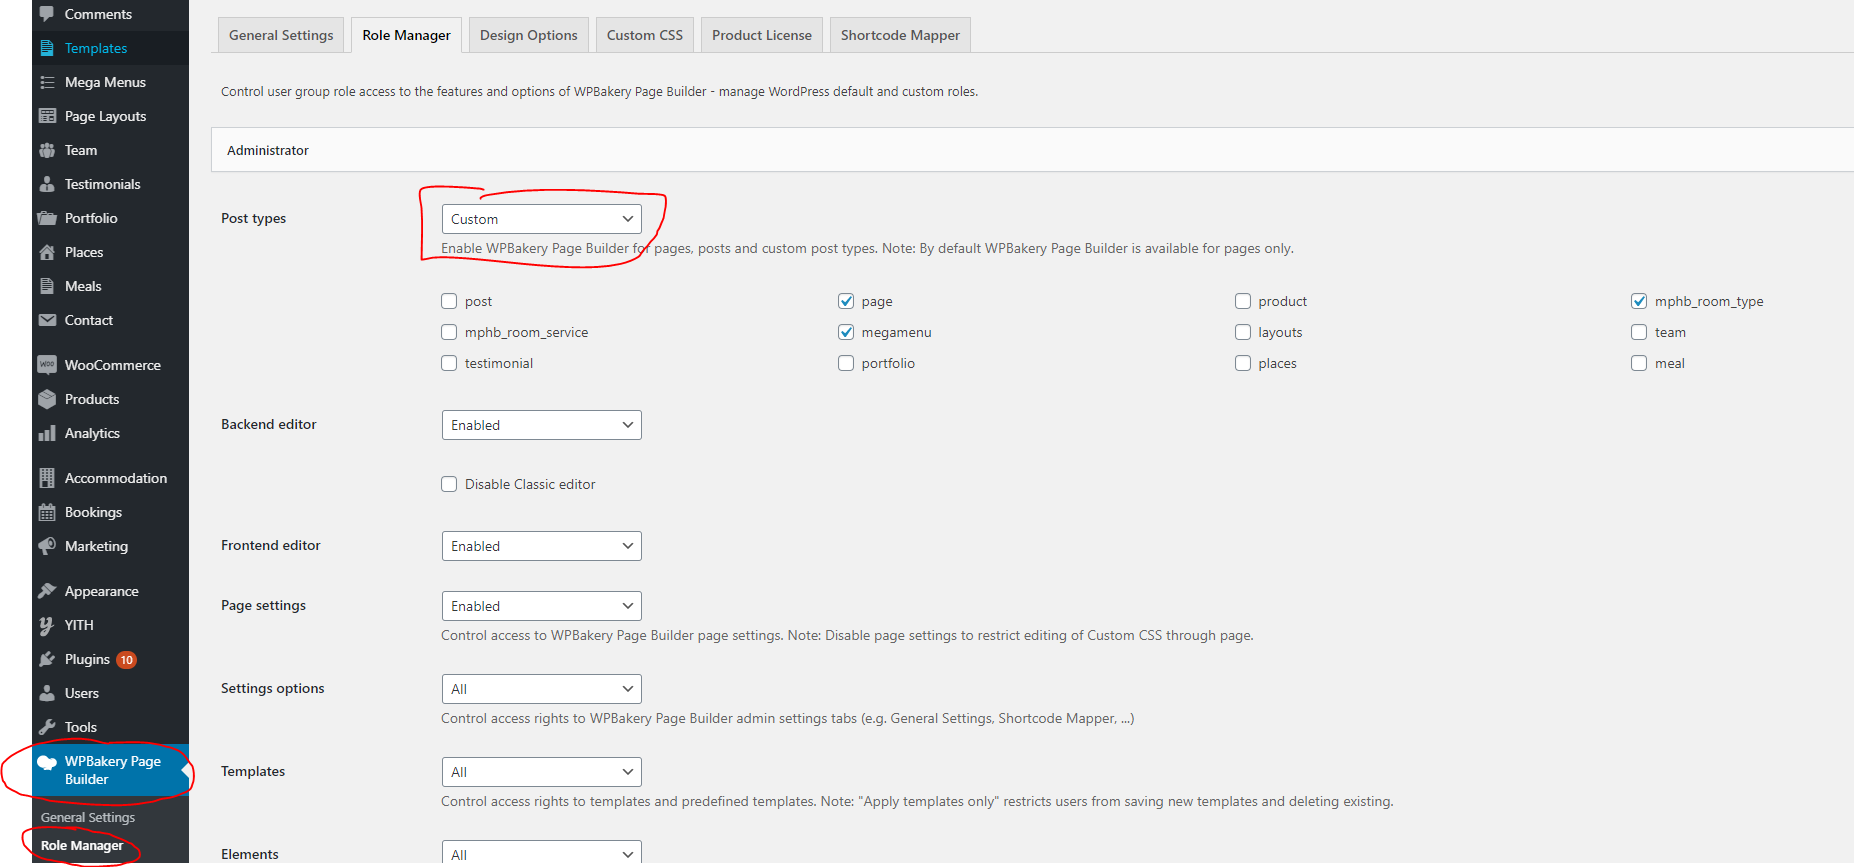 Comments
Templates
Mega Menus
Page Layouts
Team
Testimonials
Portfolio
Places
Meals
Contact
woo WooCommerce
Products
Analytics
Accommodation
Bookings
Marketing
Appearance
YITH
Plugins 10
Users
Tools
WPBakery Page
Builder
General Settings
Role Manager
General Settings Role Manager Design Options Custom CSS Product License Shortcode Mapper
Control user group role access to the features and options of WPBakery Page Builder - manage WordPress default and custom roles.
Administrator
Post types Custom
Enable WPBakery Page Builder for pages, posts and custom post types. Note: By default WPBakery Page Builder is available for pages only.
post page product mphb_room_type
mphb_room_service megamenu layouts team
testimonial portfolio places meal
Backend editor Enabled
Disable Classic editor
Frontend editor Enabled
Page settings Enabled
Control access to WPBakery Page Builder page settings. Note: Disable page settings to restrict editing of Custom CSS through page.
Settings options All
Control access rights to WPBakery Page Builder admin settings tabs (e.g. General Settings, Shortcode Mapper, ...)
Templates All
Control access rights to templates and predefined templates. Note: "Apply templates only" restricts users from saving new templates and deleting existing.
Elements All